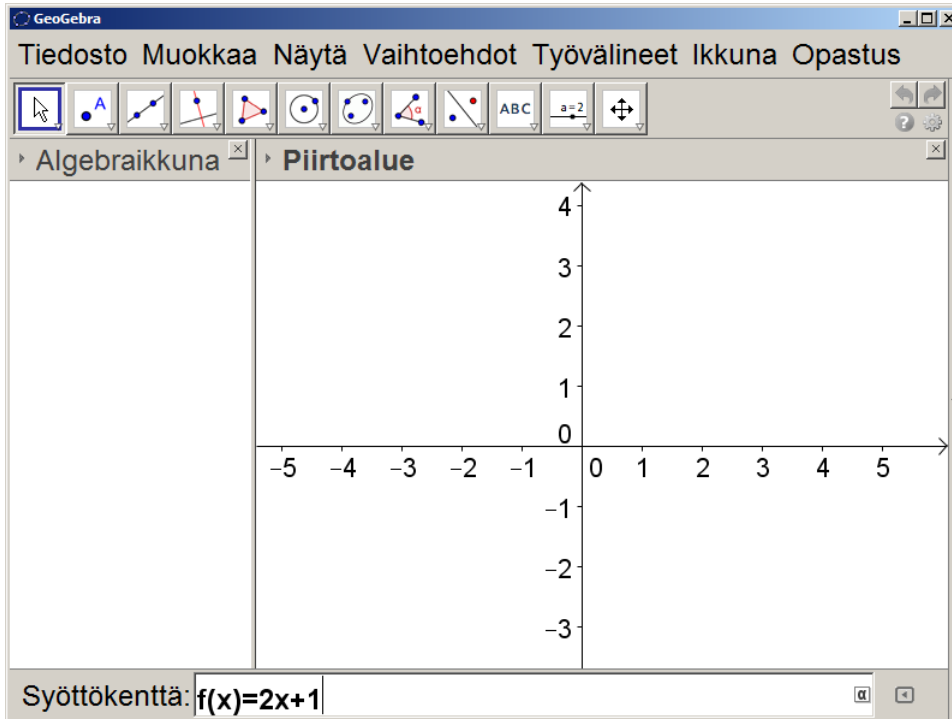 GeoGebra
Tiedosto Muokkaa Näytä Vaihtoehdot Työvälineet Ikkuna Opastus
A α ABC a=2
Algebraikkuna Piirtoalue
4
3
2
1
0
−5 −4 −3 −2 −1 0 1 2 3 4 5
−1
−2
−3
Syöttökenttä: f(x)=2x+1 α